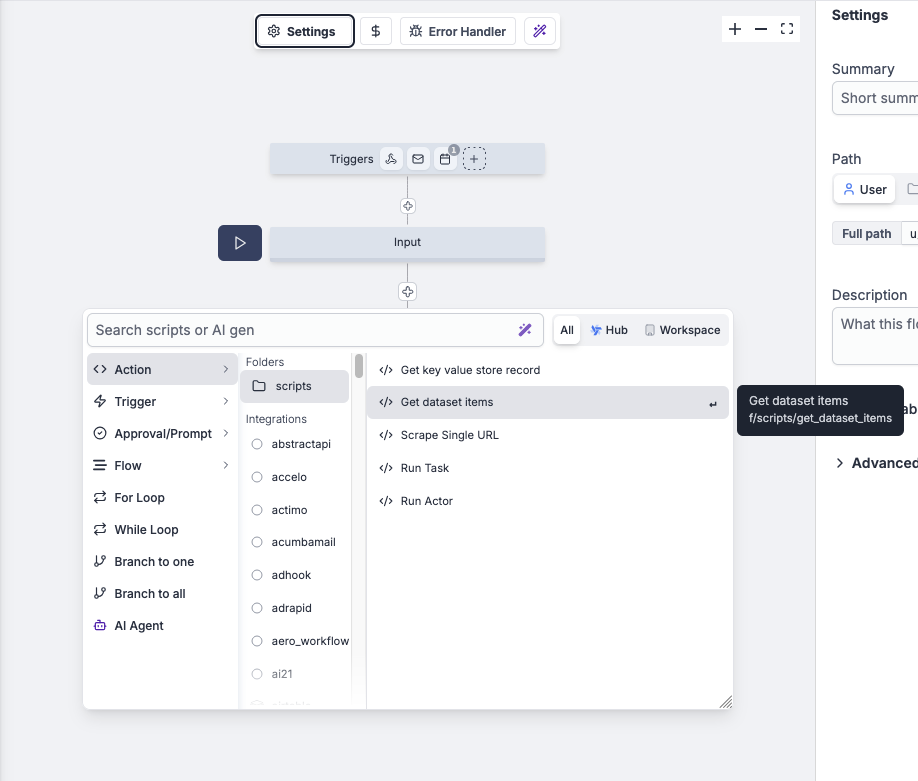 Settings
$
Error Handler
Settings
Summary
Short summ
Path
User
Full path
u
Description
What this flo
Advanced
Triggers
1
Input
Search scripts or AI gen
All
Hub
Workspace
Action
Trigger
Approval/Prompt
Flow
For Loop
While Loop
Branch to one
Branch to all
AI Agent
Folders
scripts
Integrations
abstractapi
accelo
actimo
acumbamail
adhook
adrapid
aero_workflow
ai21
Get key value store record
Get dataset items
Scrape Single URL
Run Task
Run Actor
Get dataset items
f/scripts/get_dataset_items